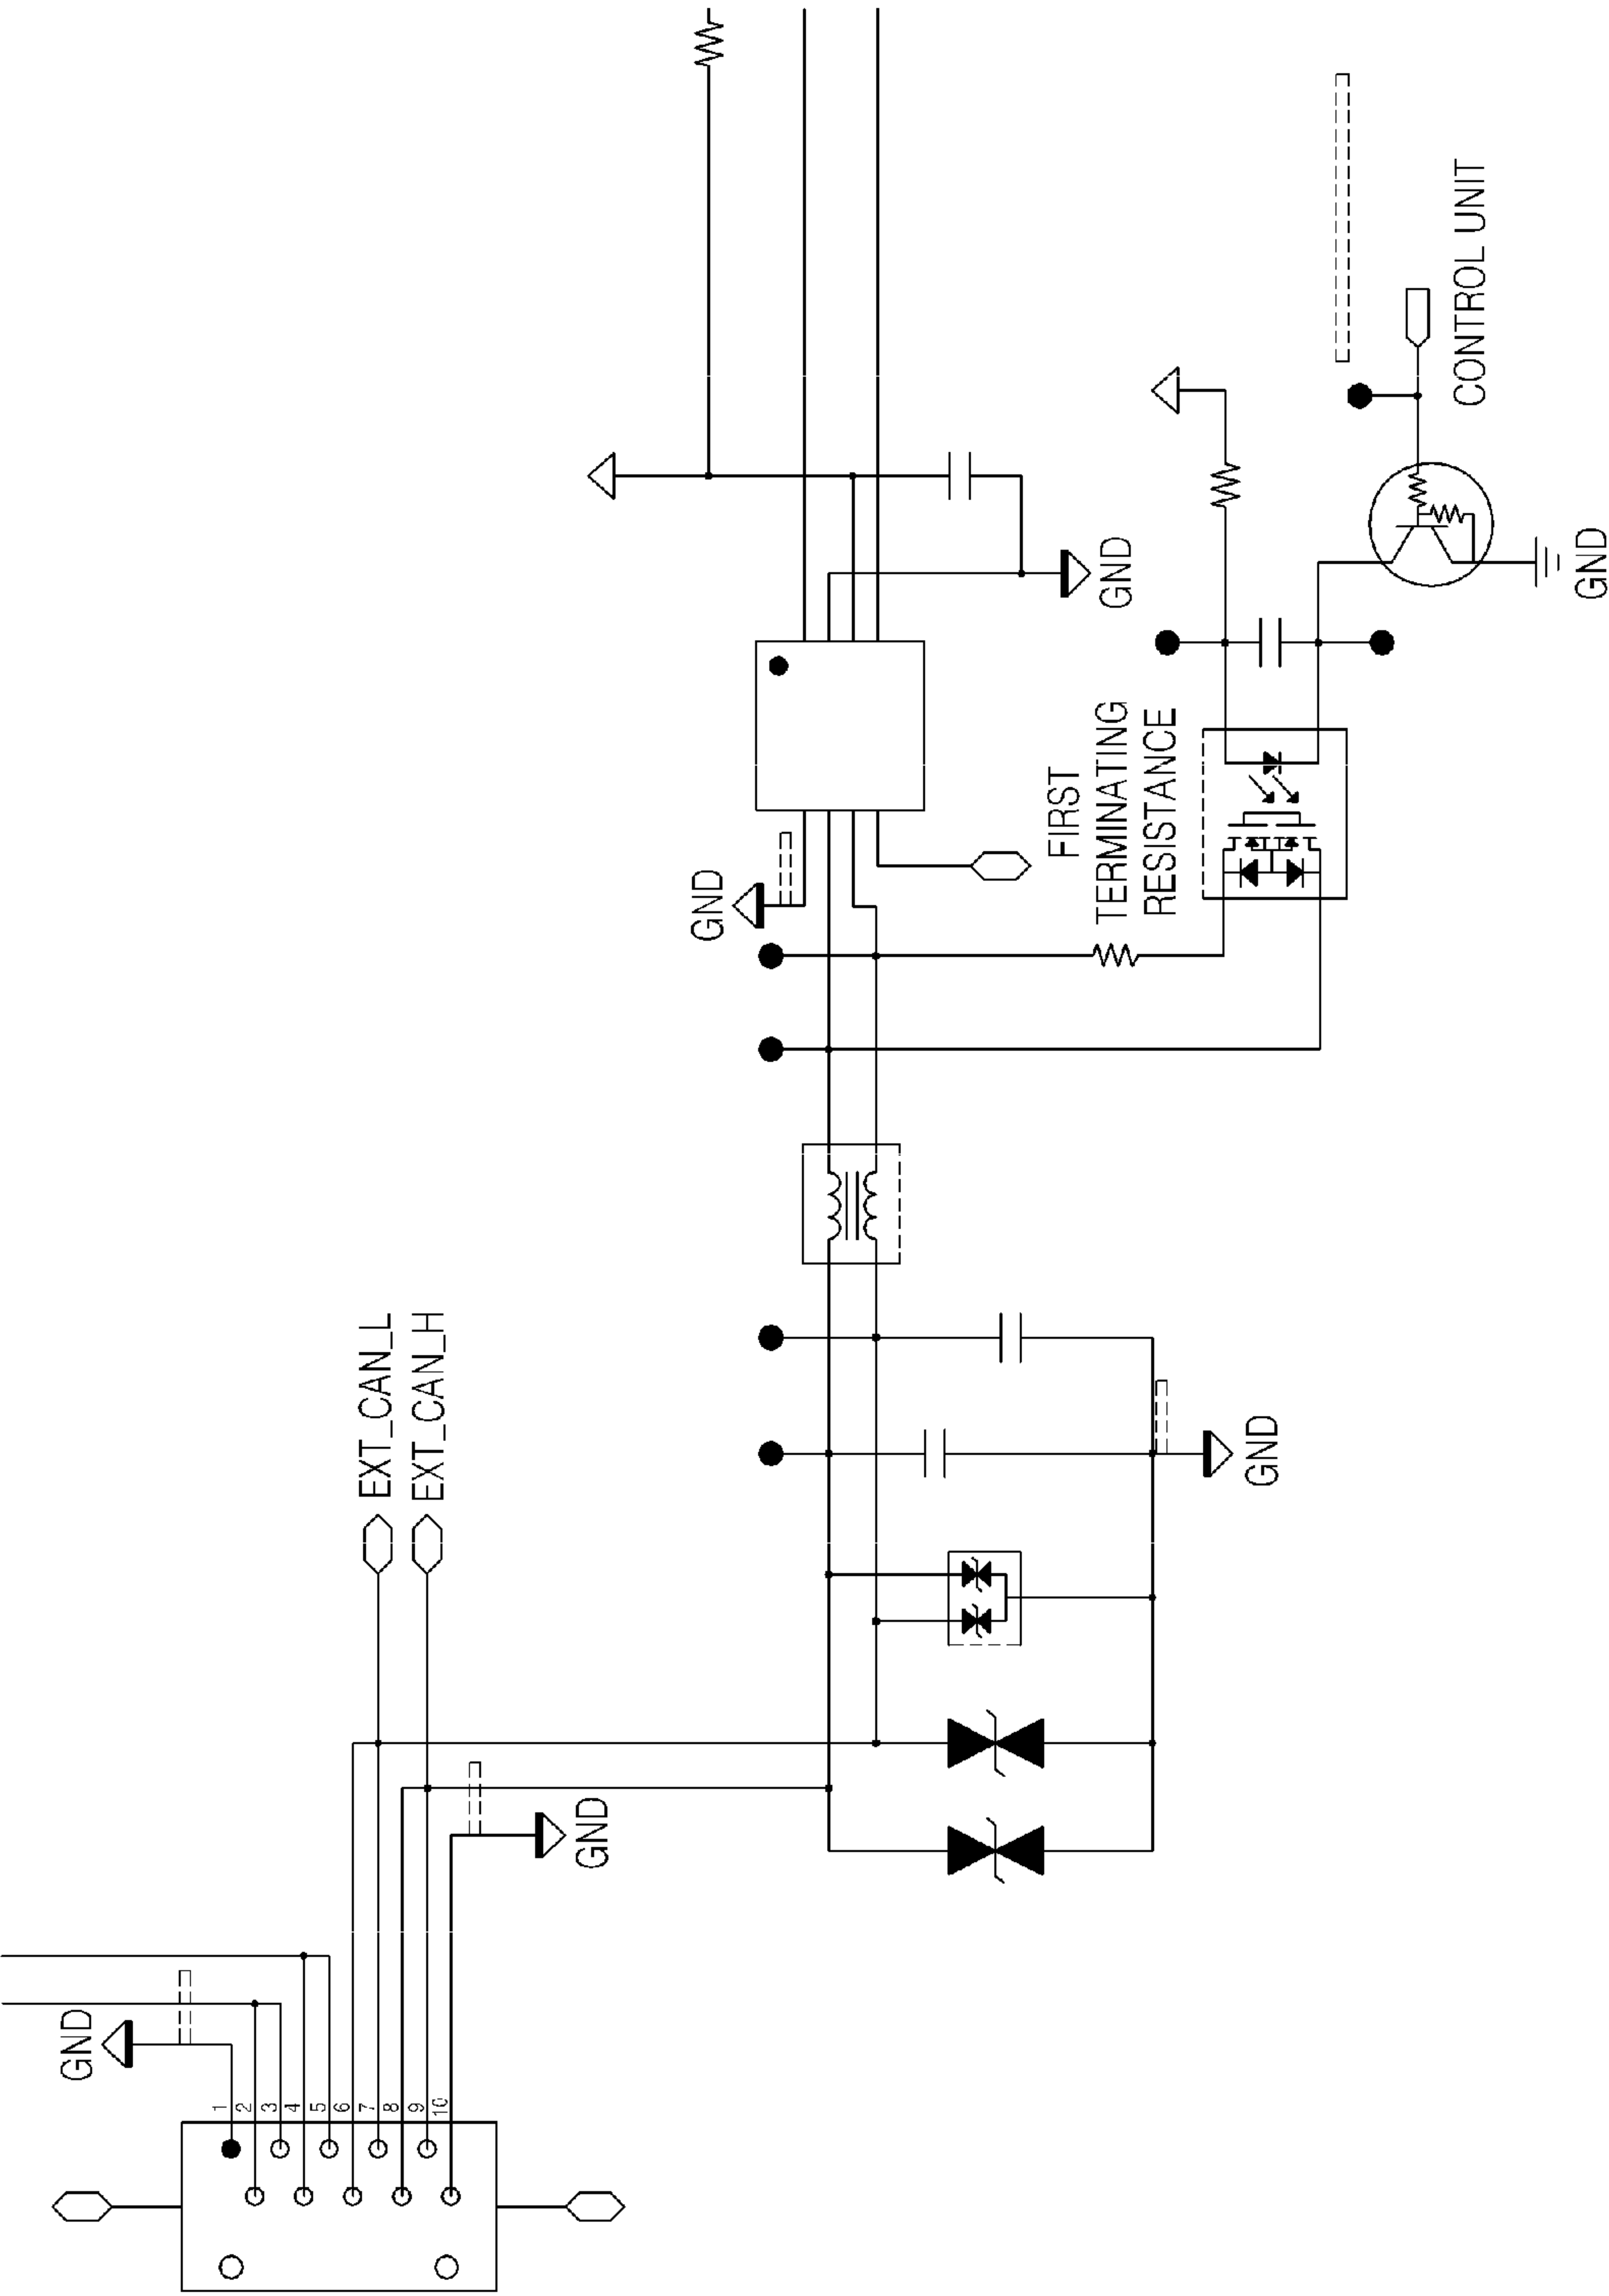 GND
1
2
3
4
5
6
7
8
9
10
GND
EXT_CAN_L
EXT_CAN_H
GND
GND
FIRST
TERMINATING
RESISTANCE
GND
CONTROL UNIT
GND